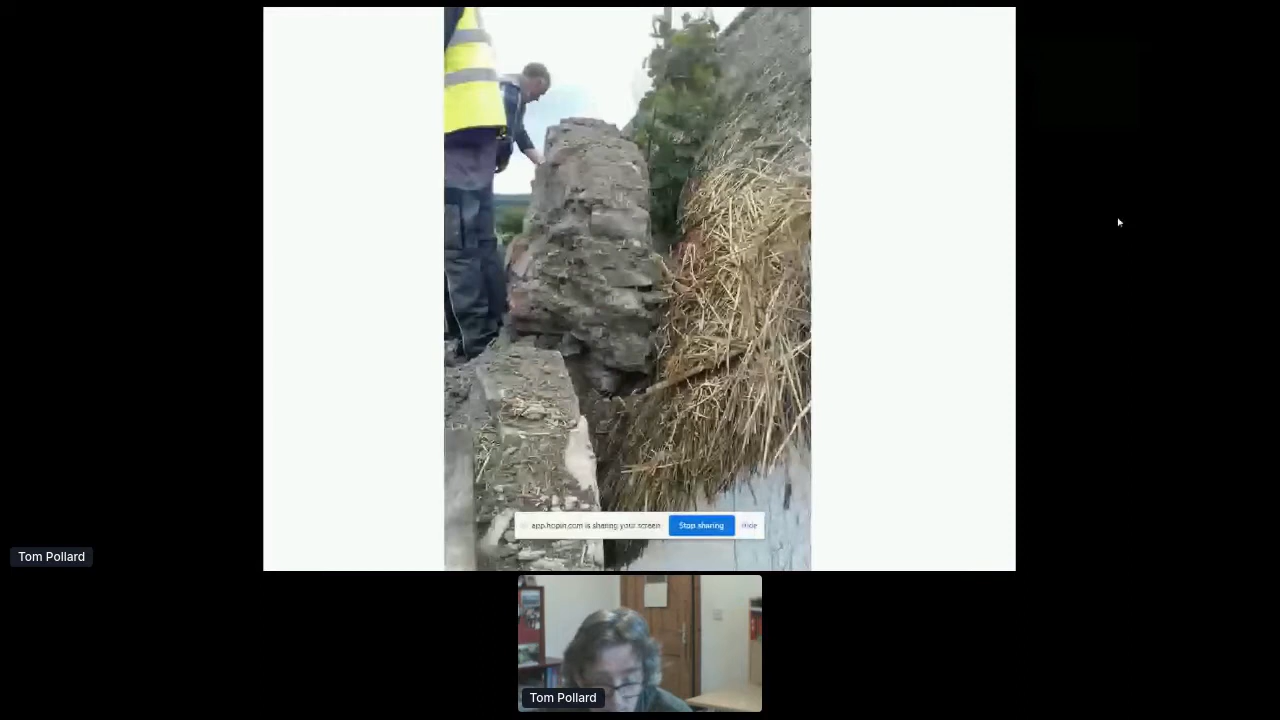 app.hopin.com is sharing your screen
Stop sharing
Hide
Tom Pollard
Tom Pollard